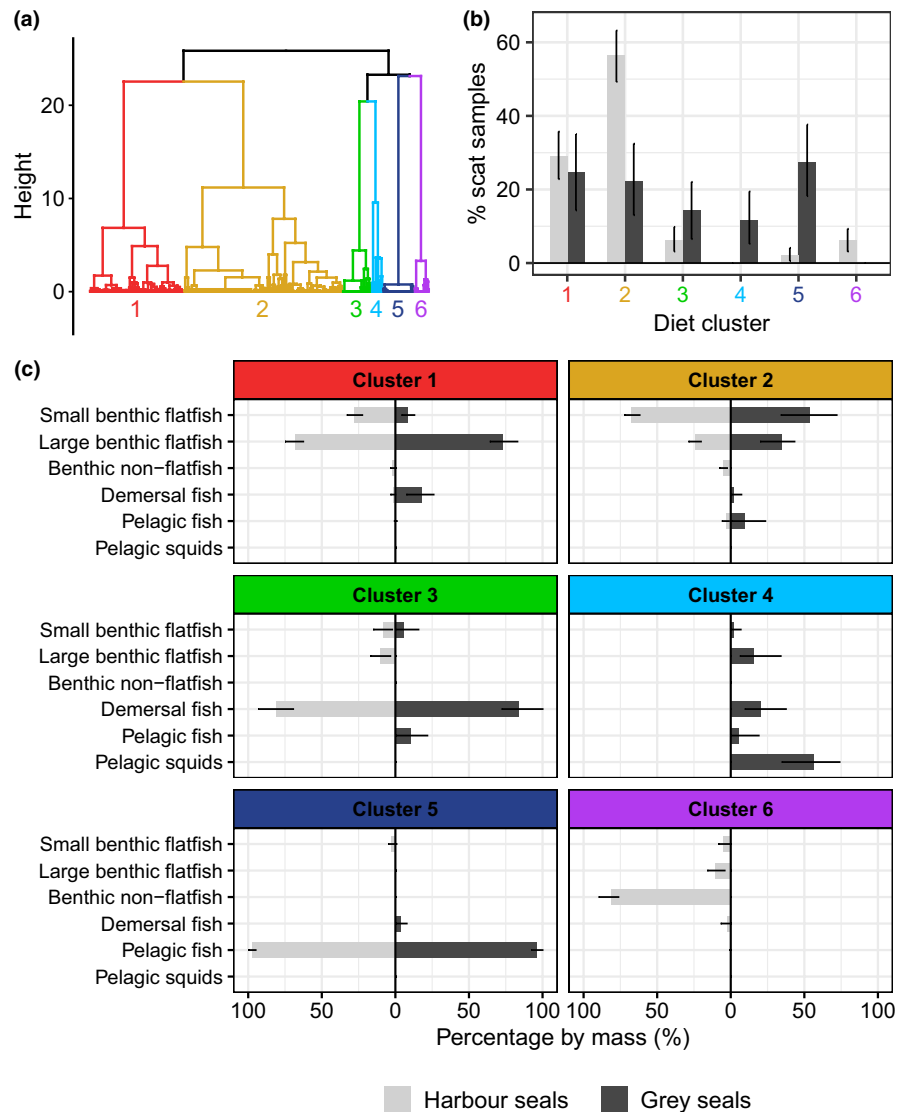 (a)
Height
20
10
0
1 2 3 4 5 6
(b)
% scat samples
60
40
20
0
1 2 3 4 5 6
Diet cluster
(c)
Cluster 1 Cluster 2
Small benthic flatfish
Large benthic flatfish
Benthic non−flatfish
Demersal fish
Pelagic fish
Pelagic squids
Cluster 3 Cluster 4
Small benthic flatfish
Large benthic flatfish
Benthic non−flatfish
Demersal fish
Pelagic fish
Pelagic squids
Cluster 5 Cluster 6
Small benthic flatfish
Large benthic flatfish
Benthic non−flatfish
Demersal fish
Pelagic fish
Pelagic squids
100 50 0 50 100 100 50 0 50 100
Percentage by mass (%)
Harbour seals Grey seals